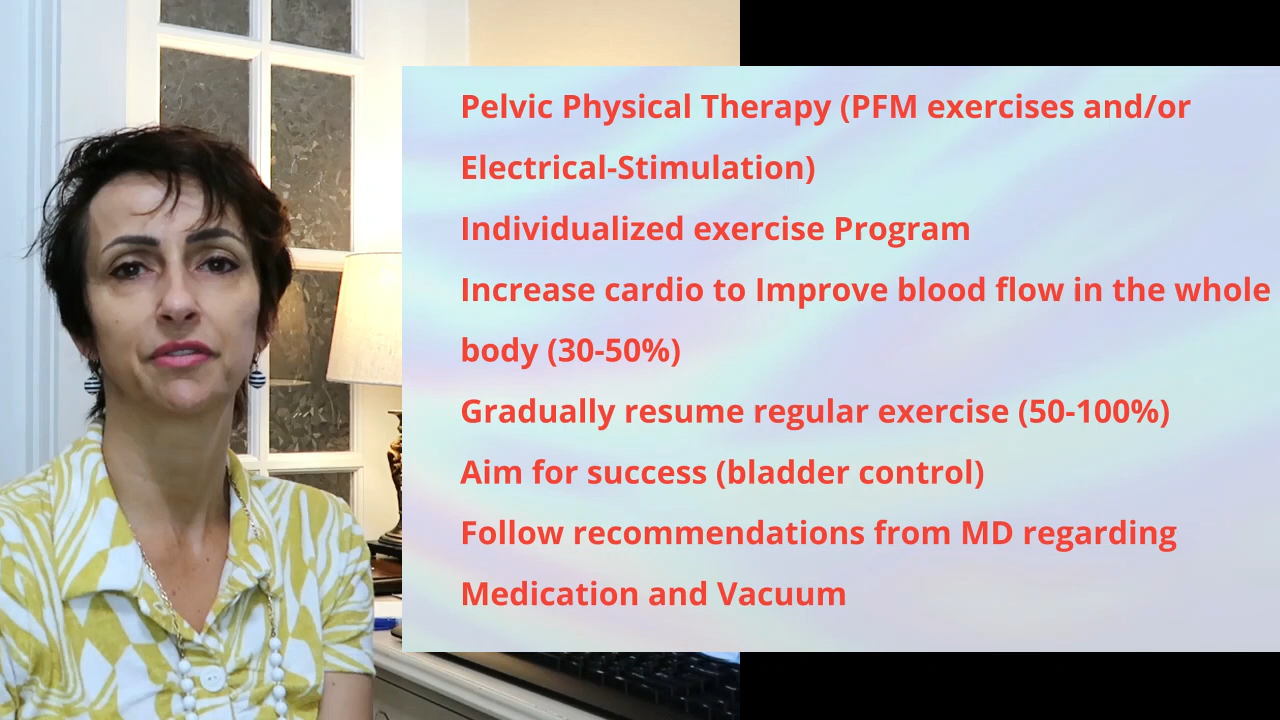 Pelvic Physical Therapy (PFM exercises and/or
Electrical-Stimulation)
Individualized exercise Program
Increase cardio to Improve blood flow in the whole
body (30-50%)
Gradually resume regular exercise (50-100%)
Aim for success (bladder control)
Follow recommendations from MD regarding
Medication and Vacuum